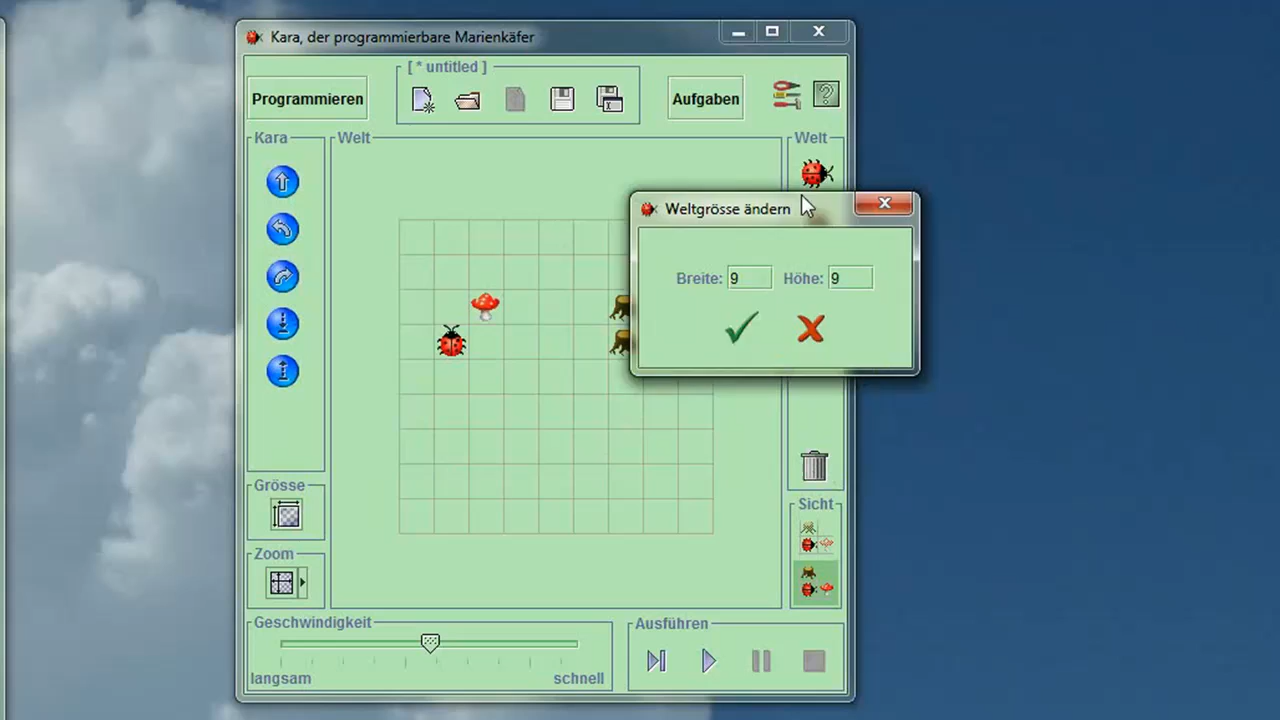 Kara, der programmierbare Marienkäfer
[ * untitled ]
Programmieren
Aufgaben
?
Kara
Welt
Welt
Weltgrösse ändern
Breite: 9 Höhe: 9
Grösse
Sicht
Zoom
Geschwindigkeit
Ausführen
langsam
schnell